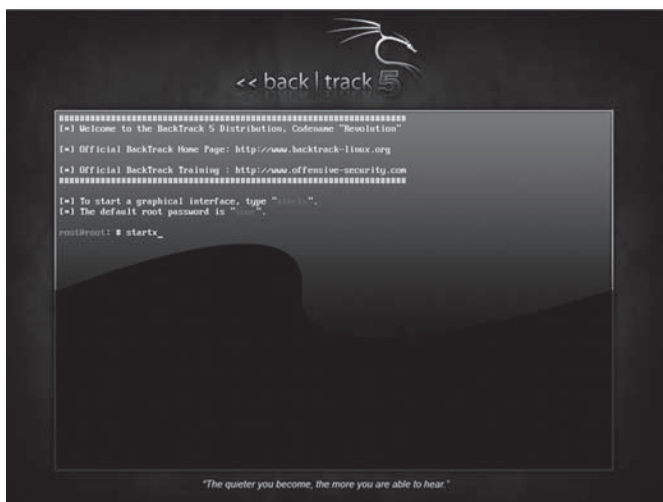 << back | track 5
################################################################
[*] Welcome to the BackTrack 5 Distribution, Codename "Revolution"
[*] Official BackTrack Home Page: http://www.backtrack-linux.org
[*] Official BackTrack Training : http://www.offensive-security.com
################################################################
[*] To start a graphical interface, type "startx".
[*] The default root password is "toor".
root@root: # startx_
"The quieter you become, the more you are able to hear."